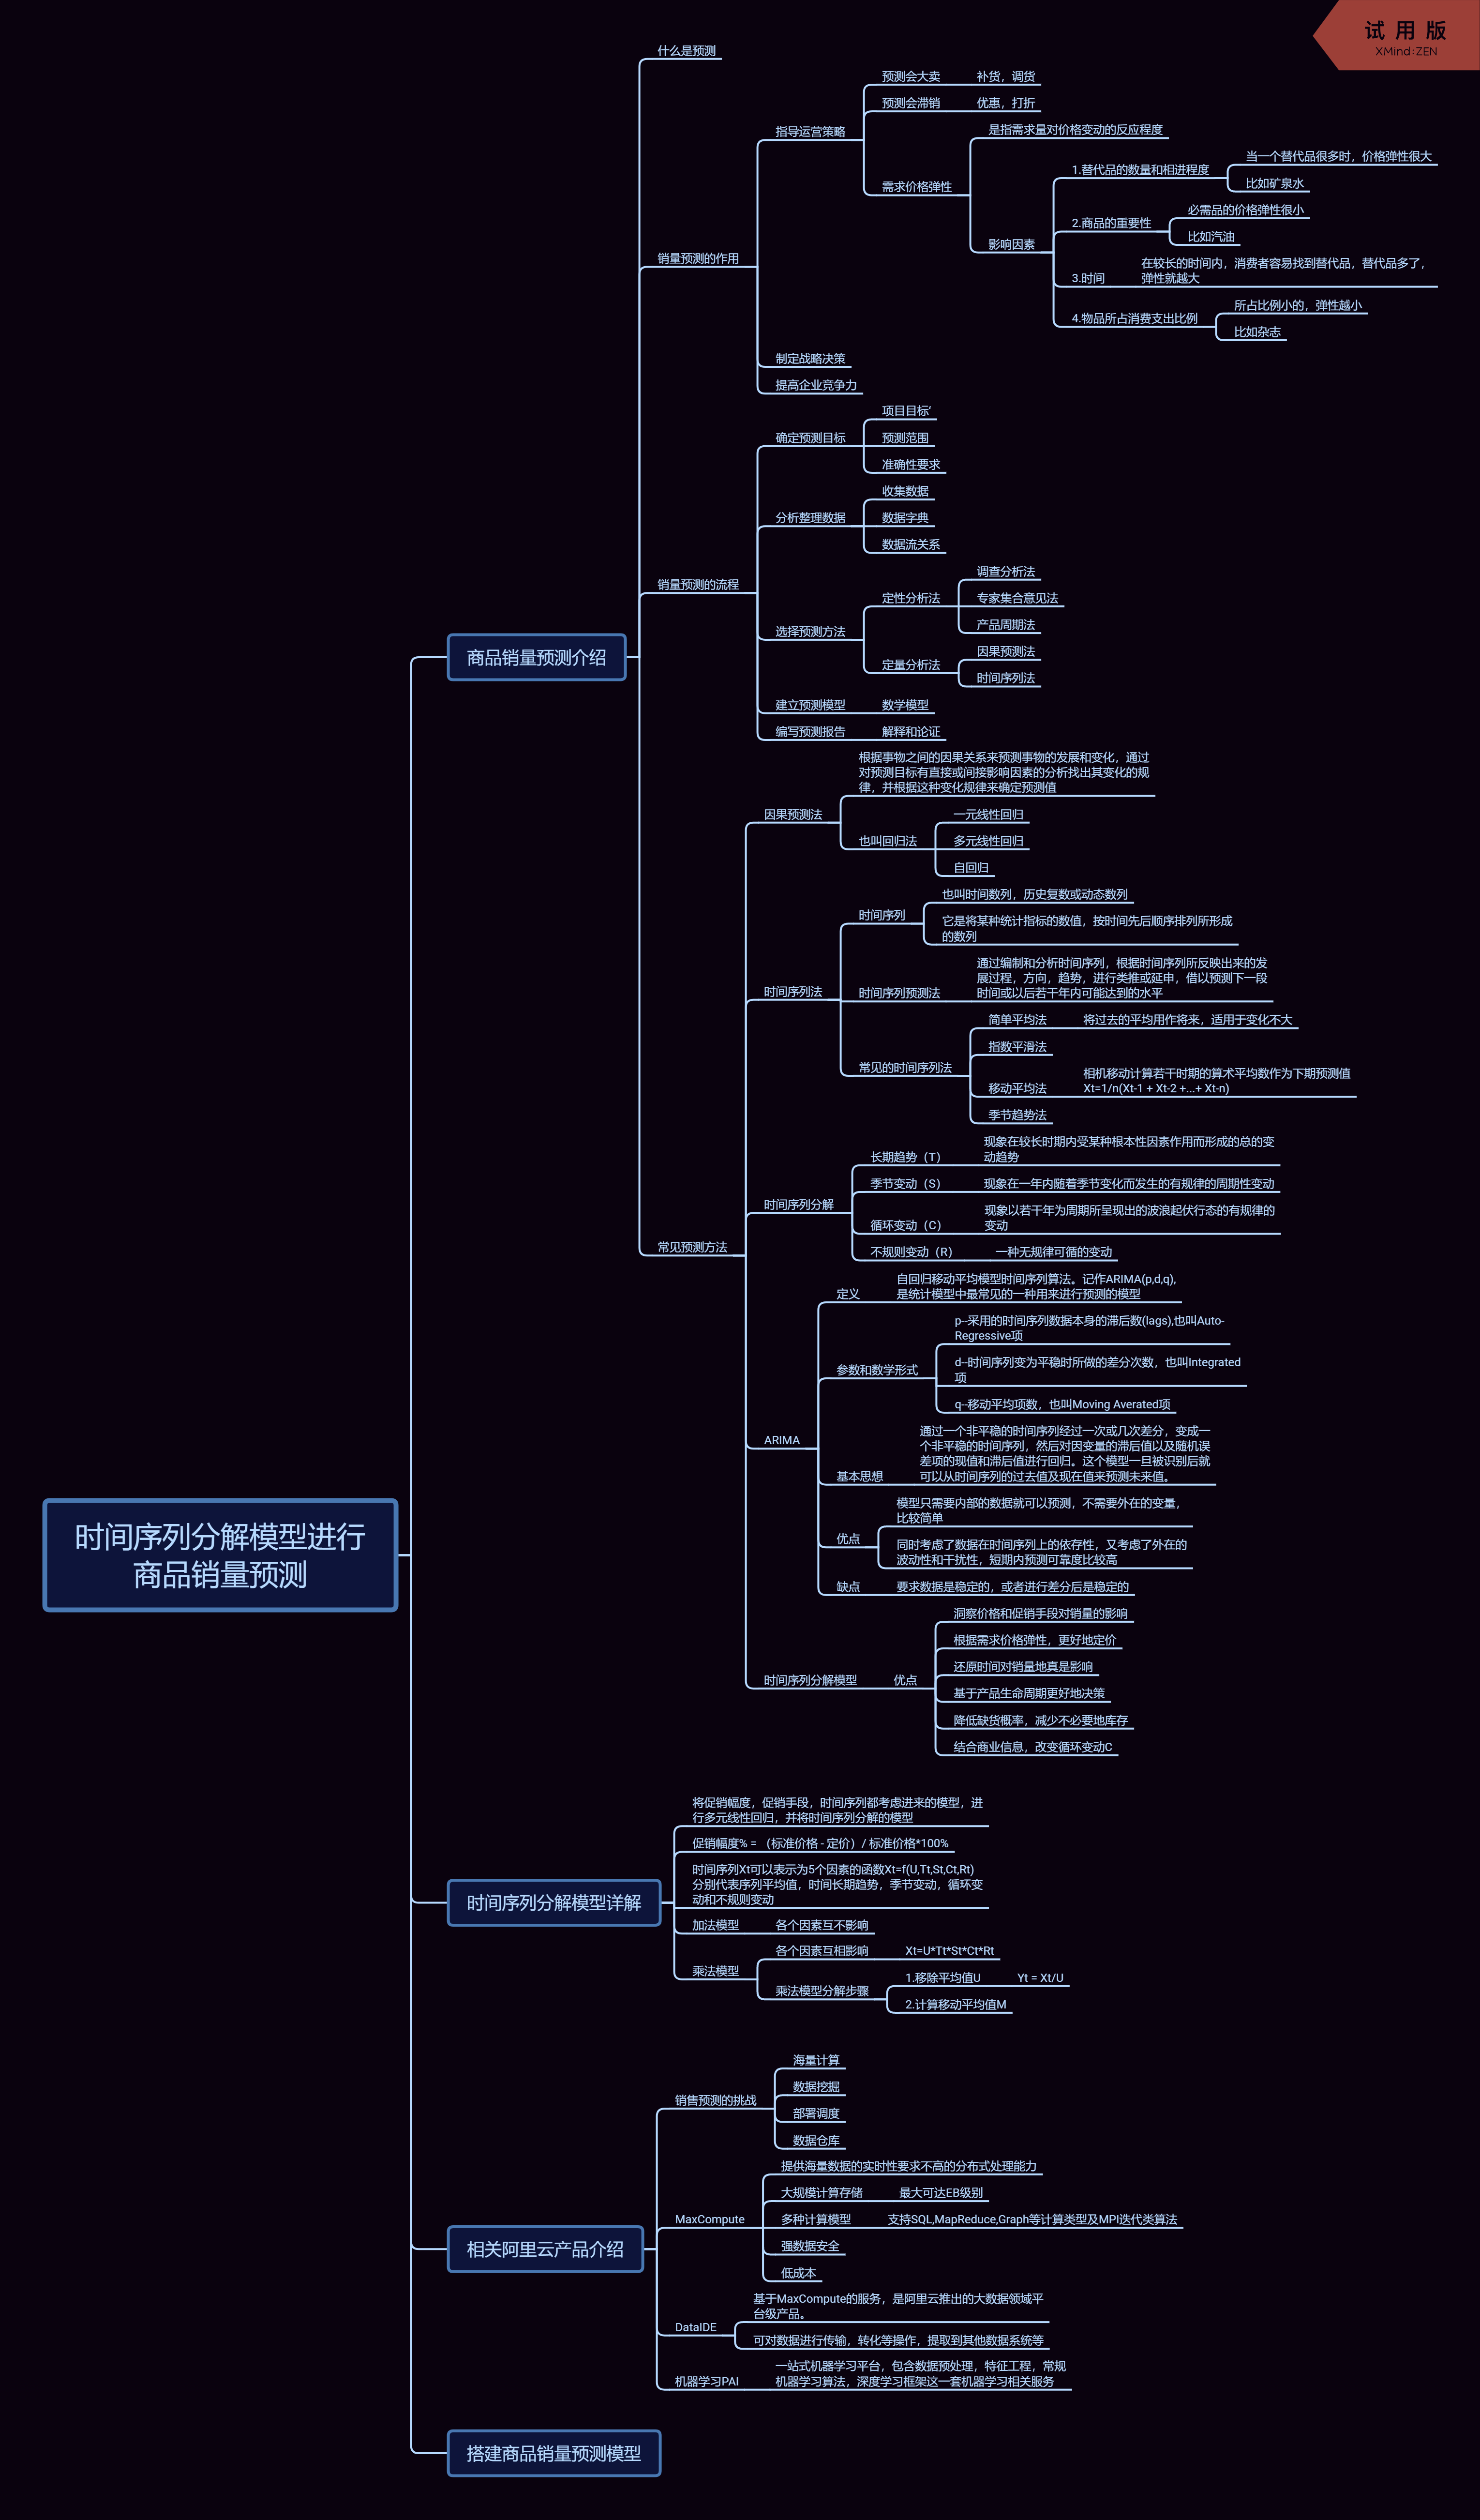 试用版
XMind:ZEN
时间序列分解模型进行
商品销量预测
商品销量预测介绍
什么是预测
销量预测的作用
指导运营策略
预测会大卖
补货，调货
预测会滞销
优惠，打折
需求价格弹性
是指需求量对价格变动的反应程度
影响因素
1.替代品的数量和相进程度
当一个替代品很多时，价格弹性很大
比如矿泉水
2.商品的重要性
必需品的价格弹性很小
比如汽油
3.时间
在较长的时间内，消费者容易找到替代品，替代品多了，
弹性就越大
4.物品所占消费支出比例
所占比例小的，弹性越小
比如杂志
制定战略决策
提高企业竞争力
销量预测的流程
确定预测目标
项目目标’
预测范围
准确性要求
分析整理数据
收集数据
数据字典
数据流关系
选择预测方法
定性分析法
调查分析法
专家集合意见法
产品周期法
定量分析法
因果预测法
时间序列法
建立预测模型
数学模型
编写预测报告
解释和论证
常见预测方法
因果预测法
根据事物之间的因果关系来预测事物的发展和变化，通过
对预测目标有直接或间接影响因素的分析找出其变化的规
律，并根据这种变化规律来确定预测值
也叫回归法
一元线性回归
多元线性回归
自回归
时间序列法
时间序列
也叫时间数列，历史复数或动态数列
它是将某种统计指标的数值，按时间先后顺序排列所形成
的数列
时间序列预测法
通过编制和分析时间序列，根据时间序列所反映出来的发
展过程，方向，趋势，进行类推或延申，借以预测下一段
时间或以后若干年内可能达到的水平
常见的时间序列法
简单平均法
将过去的平均用作将来，适用于变化不大
指数平滑法
移动平均法
相机移动计算若干时期的算术平均数作为下期预测值
Xt=1/n(Xt-1 + Xt-2 +...+ Xt-n)
季节趋势法
时间序列分解
长期趋势（T）
现象在较长时期内受某种根本性因素作用而形成的总的变
动趋势
季节变动（S）
现象在一年内随着季节变化而发生的有规律的周期性变动
循环变动（C）
现象以若干年为周期所呈现出的波浪起伏行态的有规律的
变动
不规则变动（R）
一种无规律可循的变动
ARIMA
定义
自回归移动平均模型时间序列算法。记作ARIMA(p,d,q),
是统计模型中最常见的一种用来进行预测的模型
参数和数学形式
p--采用的时间序列数据本身的滞后数(lags),也叫Auto-
Regressive项
d--时间序列变为平稳时所做的差分次数，也叫Integrated
项
q--移动平均项数，也叫Moving Averated项
基本思想
通过一个非平稳的时间序列经过一次或几次差分，变成一
个非平稳的时间序列，然后对因变量的滞后值以及随机误
差项的现值和滞后值进行回归。这个模型一旦被识别后就
可以从时间序列的过去值及现在值来预测未来值。
优点
模型只需要内部的数据就可以预测，不需要外在的变量，
比较简单
同时考虑了数据在时间序列上的依存性，又考虑了外在的
波动性和干扰性，短期内预测可靠度比较高
缺点
要求数据是稳定的，或者进行差分后是稳定的
时间序列分解模型
优点
洞察价格和促销手段对销量的影响
根据需求价格弹性，更好地定价
还原时间对销量地真是影响
基于产品生命周期更好地决策
降低缺货概率，减少不必要地库存
结合商业信息，改变循环变动C
时间序列分解模型详解
将促销幅度，促销手段，时间序列都考虑进来的模型，进
行多元线性回归，并将时间序列分解的模型
促销幅度% = （标准价格 - 定价）/ 标准价格*100%
时间序列Xt可以表示为5个因素的函数Xt=f(U,Tt,St,Ct,Rt)
分别代表序列平均值，时间长期趋势，季节变动，循环变
动和不规则变动
加法模型
各个因素互不影响
乘法模型
各个因素互相影响
Xt=U*Tt*St*Ct*Rt
乘法模型分解步骤
1.移除平均值U
Yt = Xt/U
2.计算移动平均值M
相关阿里云产品介绍
销售预测的挑战
海量计算
数据挖掘
部署调度
数据仓库
MaxCompute
提供海量数据的实时性要求不高的分布式处理能力
大规模计算存储
最大可达EB级别
多种计算模型
支持SQL,MapReduce,Graph等计算类型及MPI迭代类算法
强数据安全
低成本
DataIDE
基于MaxCompute的服务，是阿里云推出的大数据领域平
台级产品。
可对数据进行传输，转化等操作，提取到其他数据系统等
机器学习PAI
一站式机器学习平台，包含数据预处理，特征工程，常规
机器学习算法，深度学习框架这一套机器学习相关服务
搭建商品销量预测模型